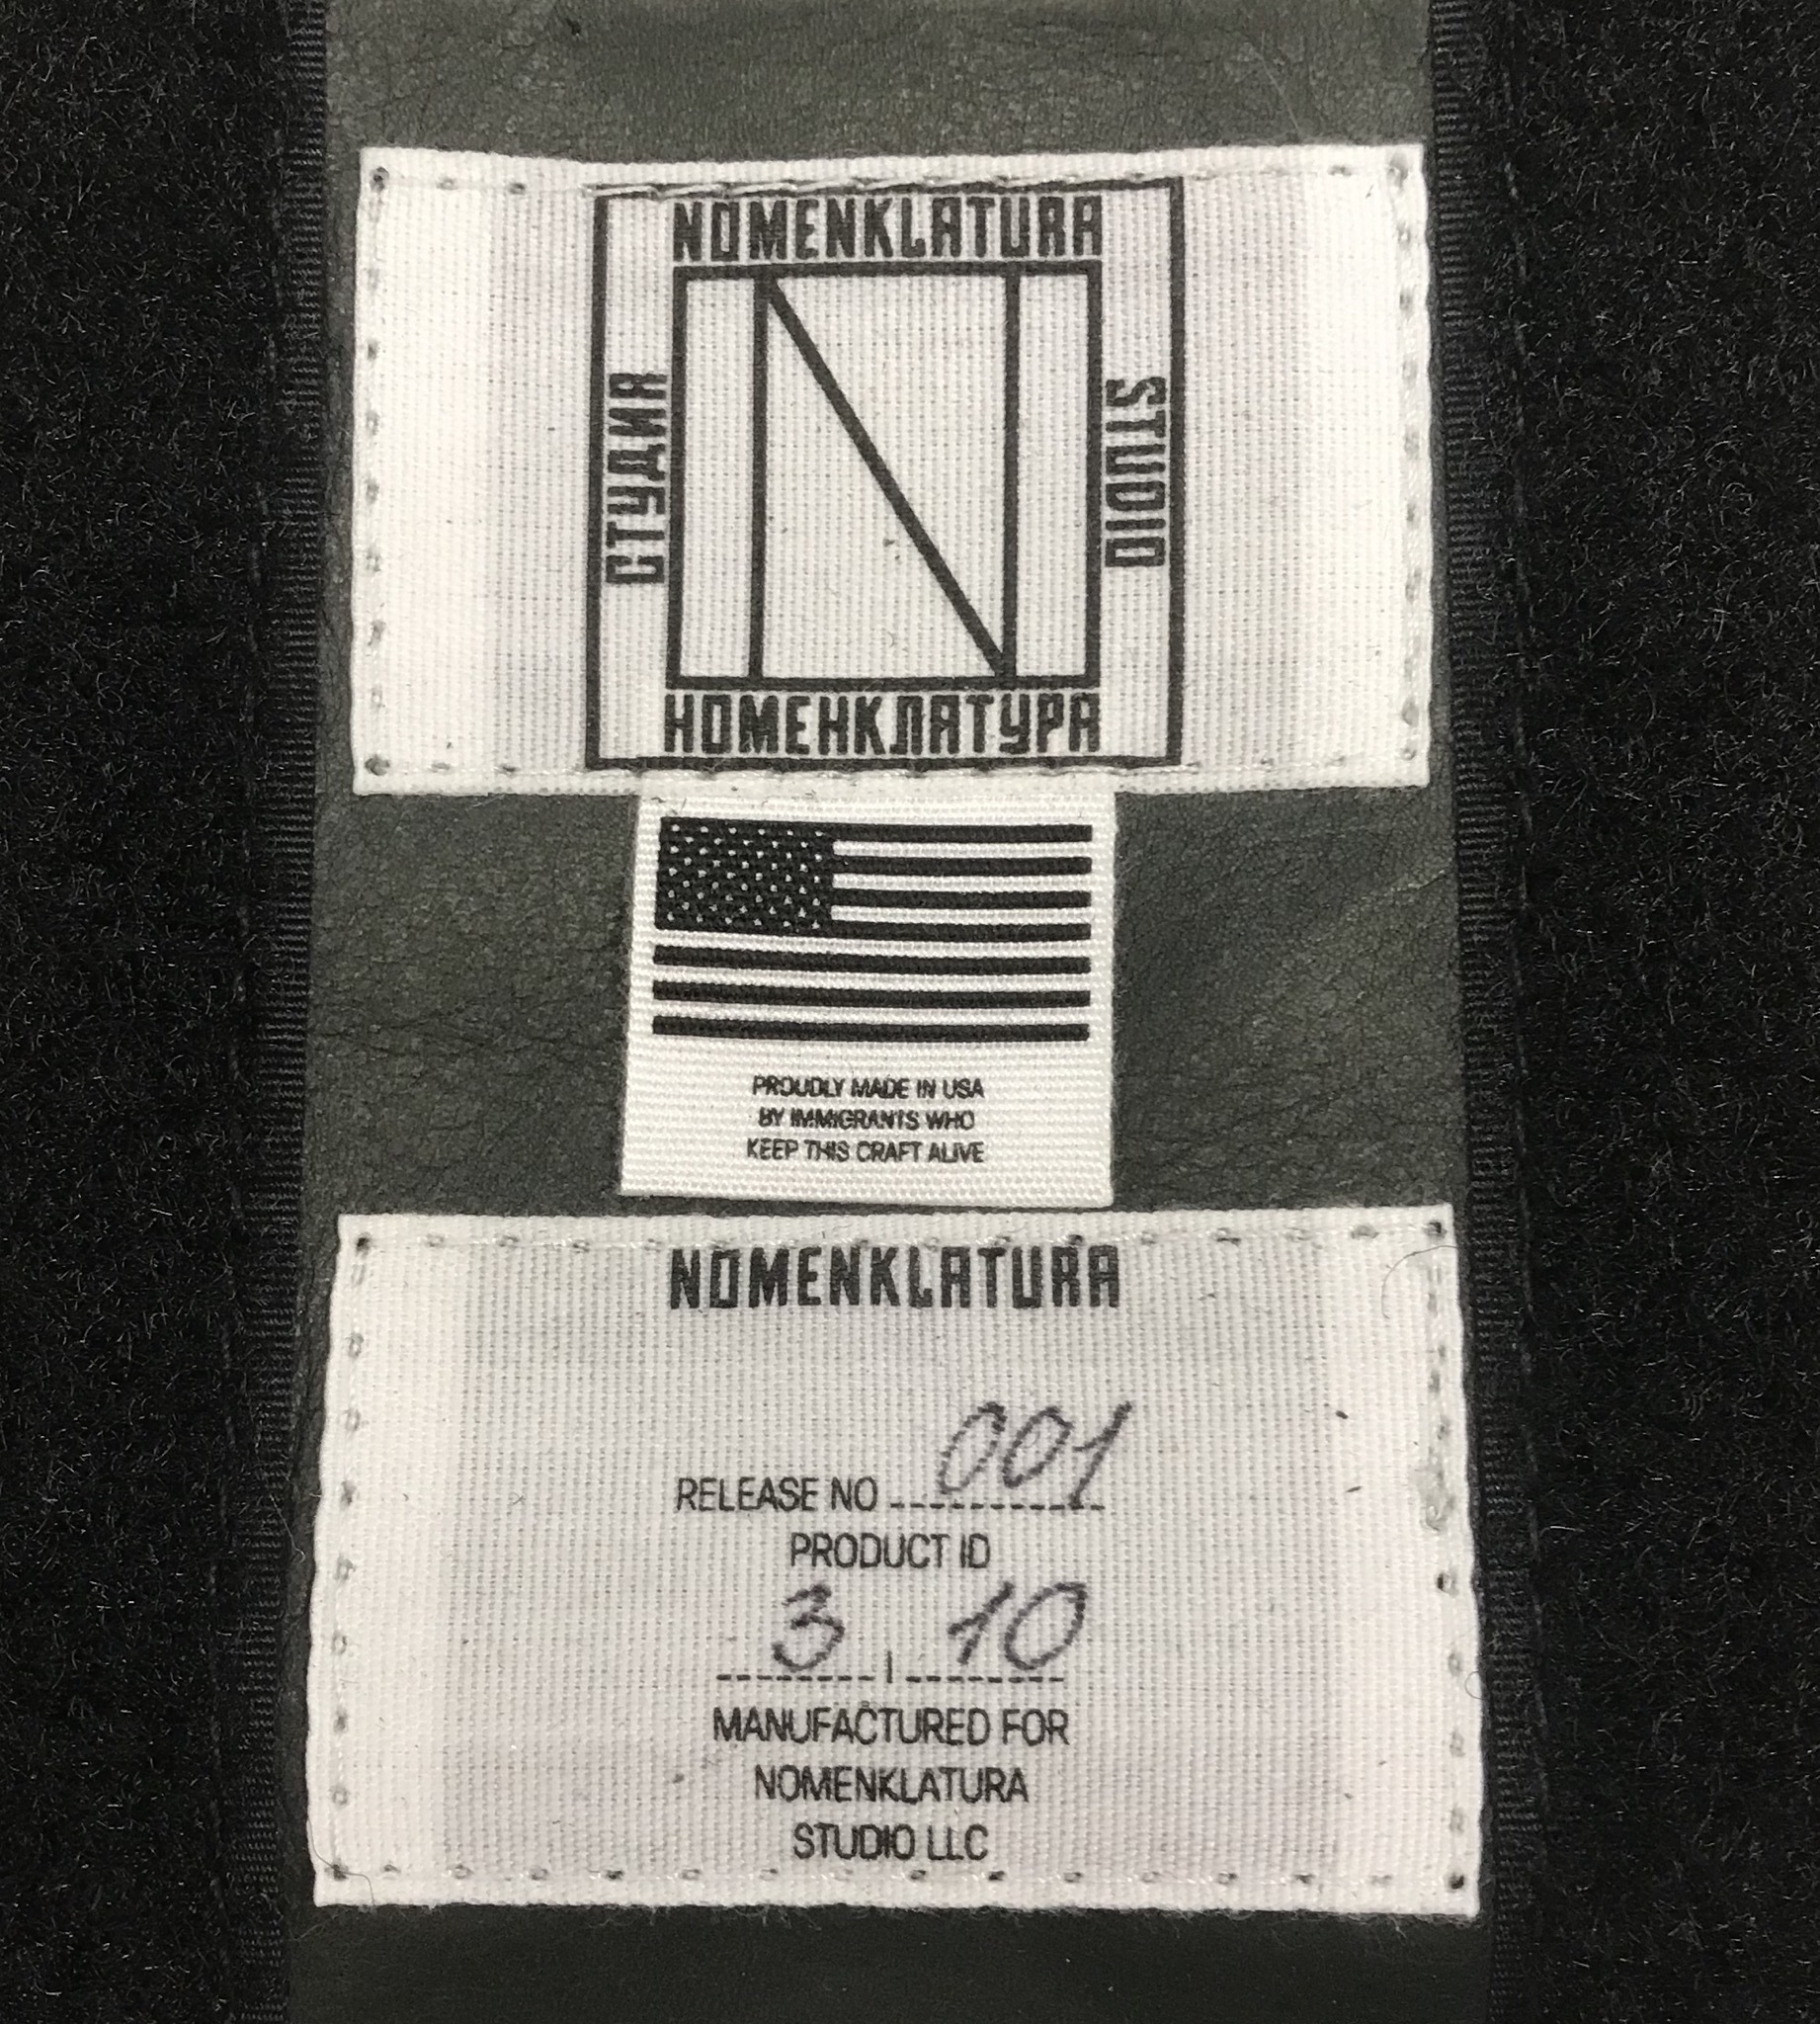 NOMENKLATURA
СТУДИЯ
STUDIO
НОМЕНКЛАТУРА
PROUDLY MADE IN USA
BY IMMIGRANTS WHO
KEEP THIS CRAFT ALIVE
NOMENKLATURA
RELEASE NO 001
PRODUCT ID
3 | 10
MANUFACTURED FOR
NOMENKLATURA
STUDIO LLC